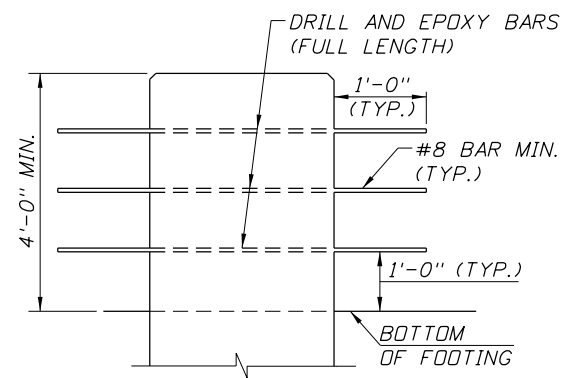 DRILL AND EPOXY BARS
(FULL LENGTH)
1'-0"
(TYP.)
#8 BAR MIN.
(TYP.)
4'-0" MIN.
1'-0" (TYP.)
BOTTOM
OF FOOTING